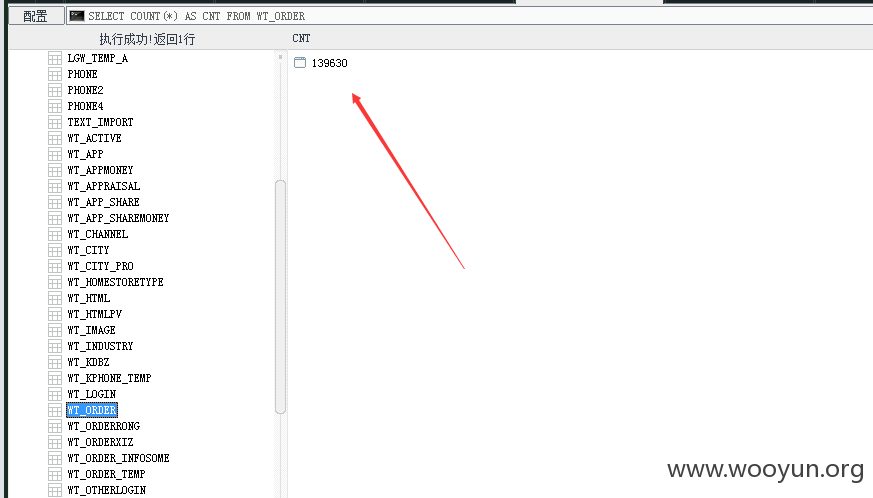 配置 SELECT COUNT(*) AS CNT FROM WT_ORDER
执行成功!返回1行 CNT
139630
LGW_TEMP_A
PHONE
PHONE2
PHONE4
TEXT_IMPORT
WT_ACTIVE
WT_APP
WT_APPMONEY
WT_APPRAISAL
WT_APP_SHARE
WT_APP_SHAREMONEY
WT_CHANNEL
WT_CITY
WT_CITY_PRO
WT_HOMESTORETYPE
WT_HTML
WT_HTMLPV
WT_IMAGE
WT_INDUSTRY
WT_KDBZ
WT_KPHONE_TEMP
WT_LOGIN
WT_ORDER
WT_ORDERRONG
WT_ORDERXIZ
WT_ORDER_INFOSOME
WT_ORDER_TEMP
WT_OTHERLOGIN
www.wooyun.org